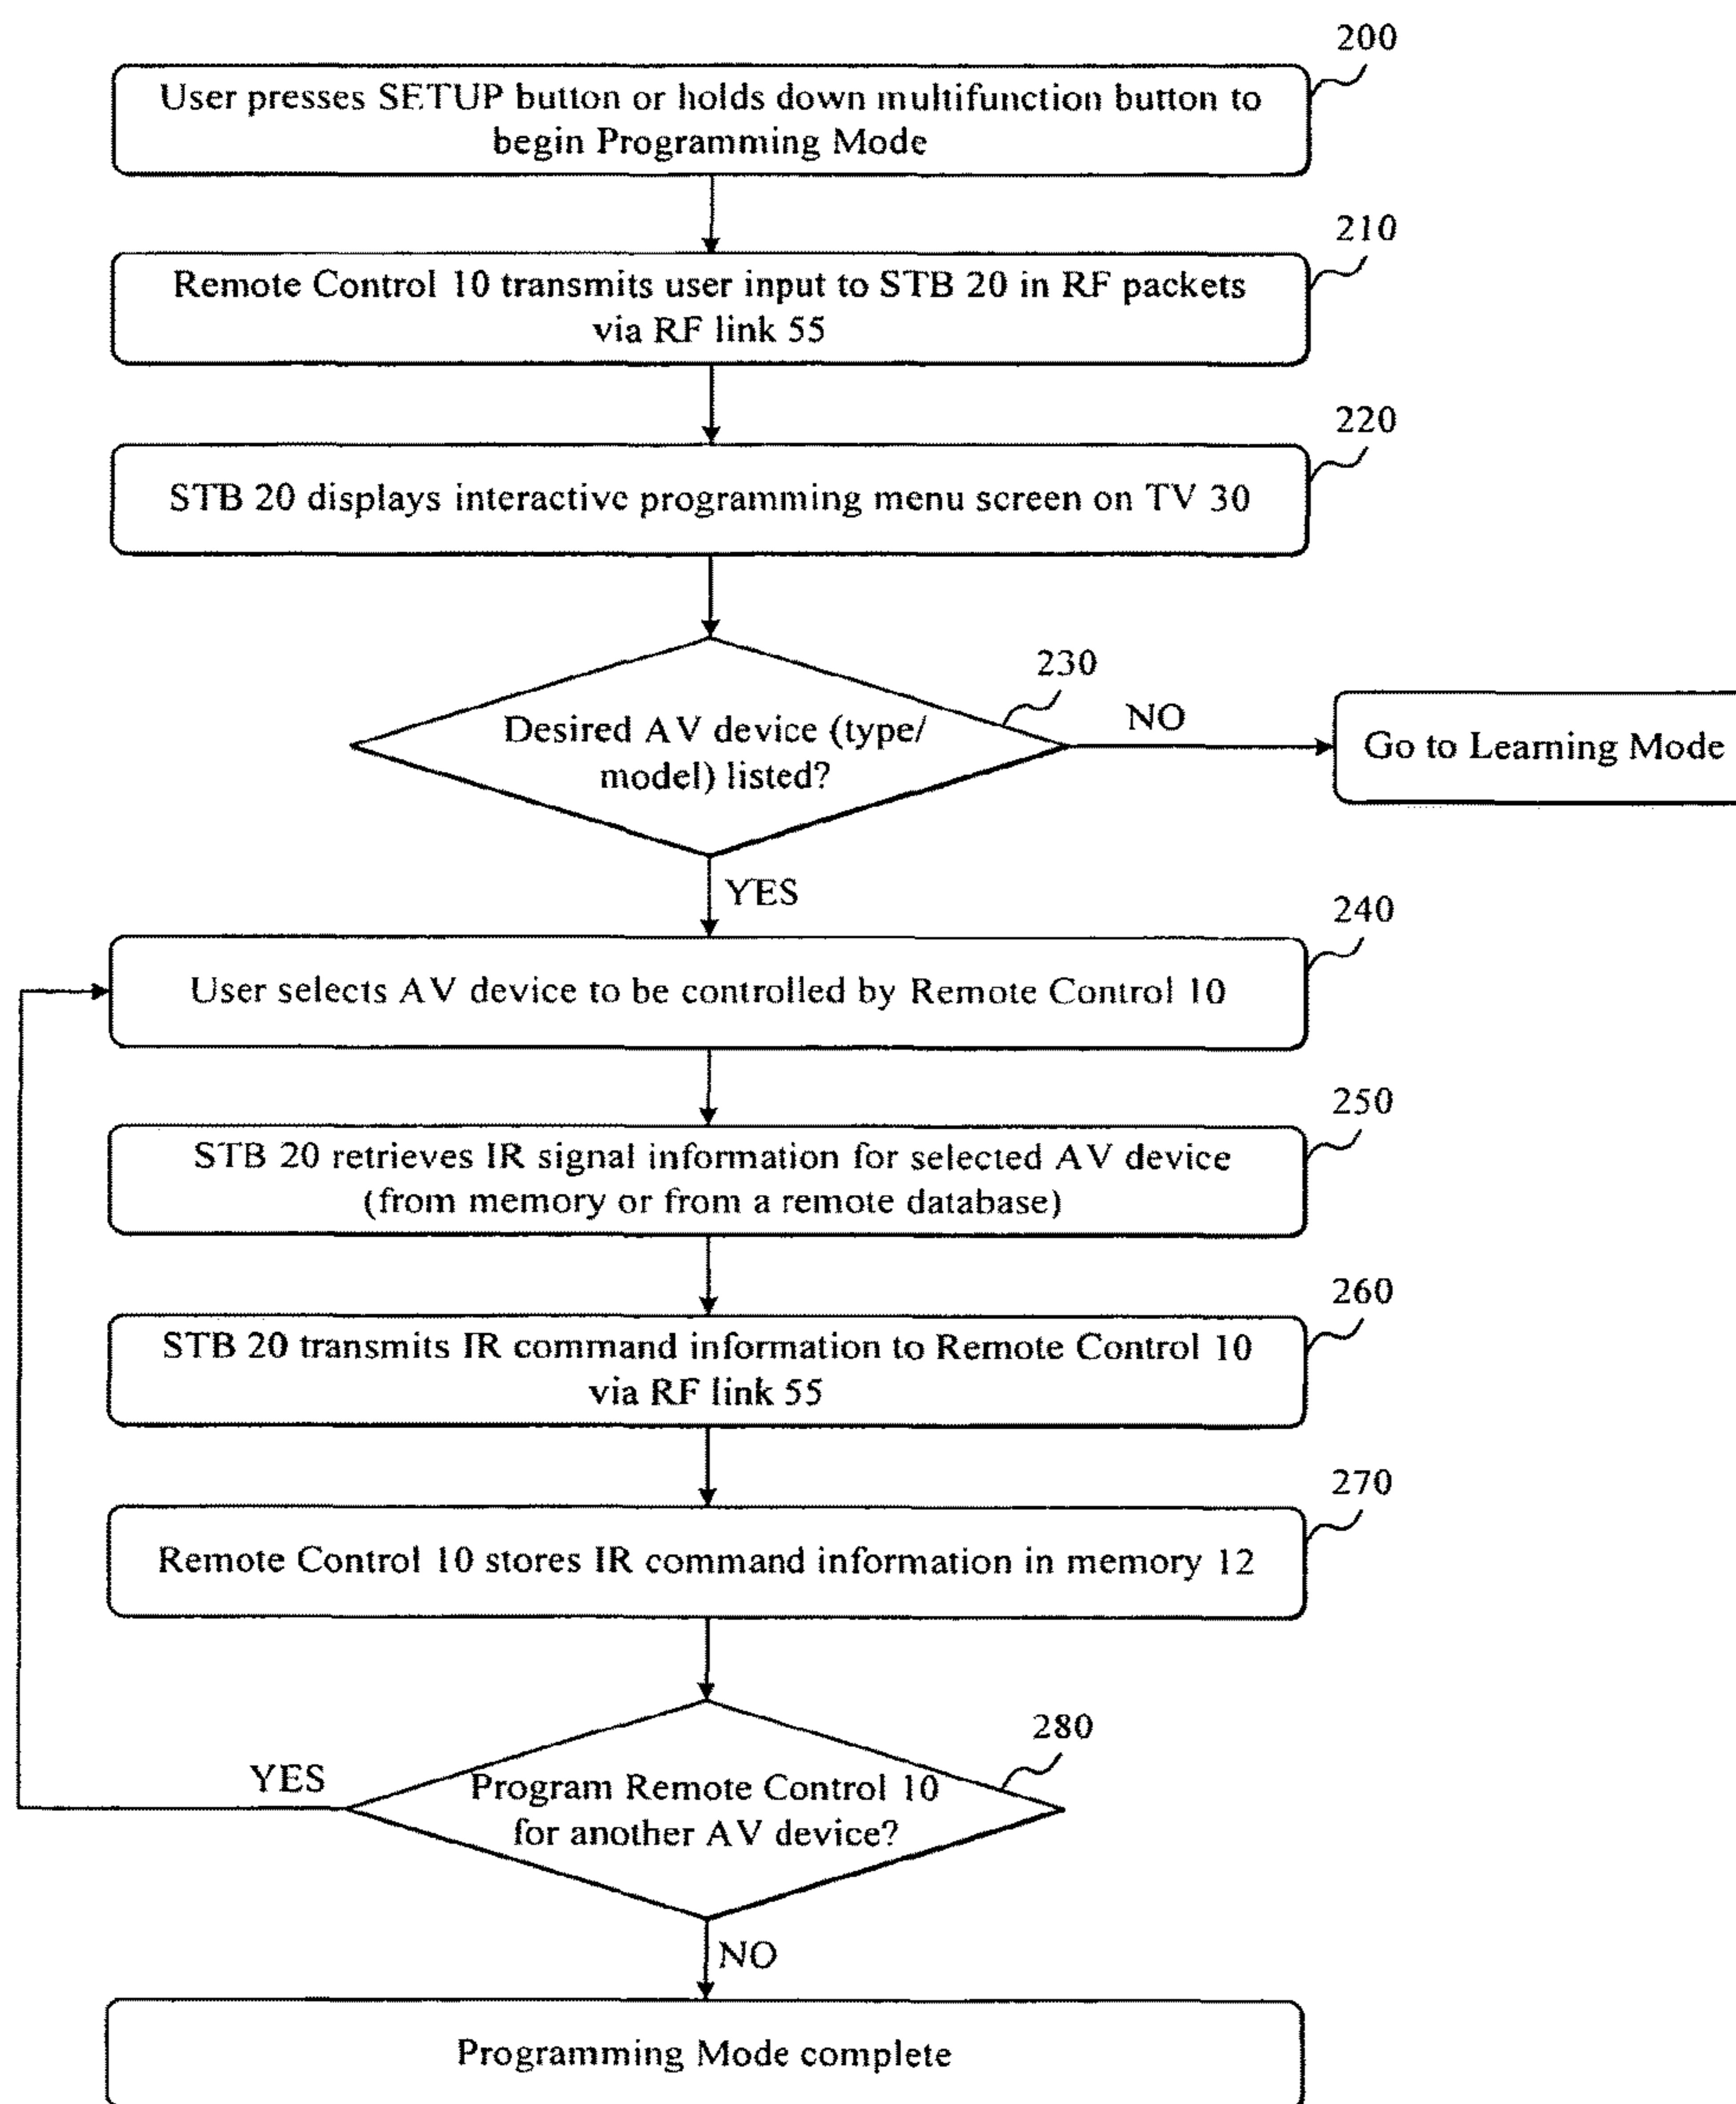 200
User presses SETUP button or holds down multifunction button to
begin Programming Mode
210
Remote Control 10 transmits user input to STB 20 in RF packets
via RF link 55
220
STB 20 displays interactive programming menu screen on TV 30
230
Desired AV device (type/
model) listed?
NO
Go to Learning Mode
YES
240
User selects AV device to be controlled by Remote Control 10
250
STB 20 retrieves IR signal information for selected AV device
(from memory or from a remote database)
260
STB 20 transmits IR command information to Remote Control 10
via RF link 55
270
Remote Control 10 stores IR command information in memory 12
280
YES
Program Remote Control 10
for another AV device?
NO
Programming Mode complete